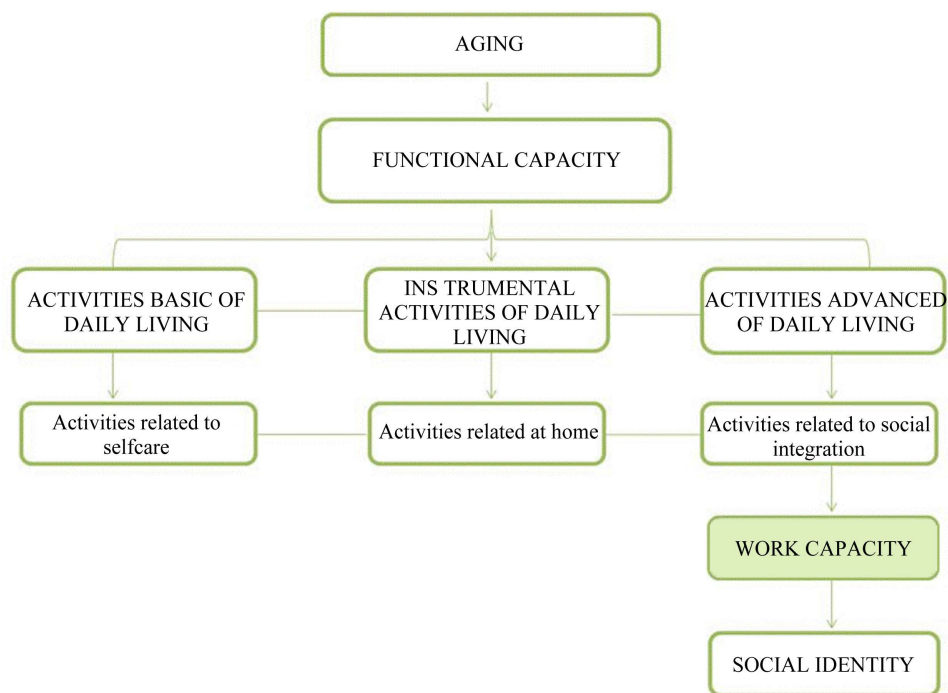 AGING
FUNCTIONAL CAPACITY
ACTIVITIES BASIC OF
DAILY LIVING
INS TRUMENTAL
ACTIVITIES OF DAILY
LIVING
ACTIVITIES ADVANCED
OF DAILY LIVING
Activities related to
selfcare
Activities related at home
Activities related to social
integration
WORK CAPACITY
SOCIAL IDENTITY